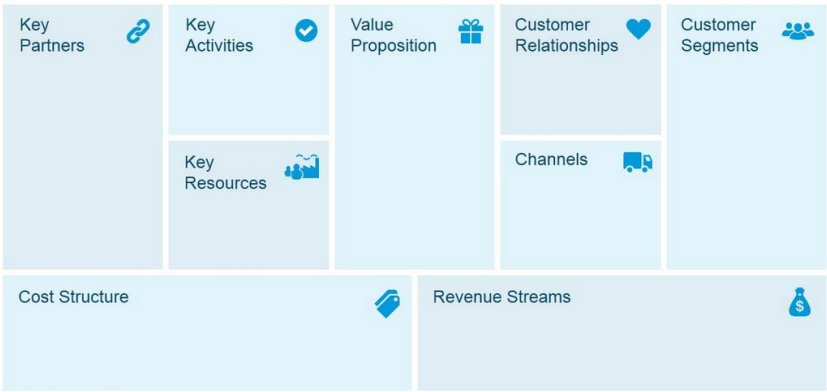 Key
Partners
Key
Activities
Key
Resources
Value
Proposition
Customer
Relationships
Channels
Customer
Segments
Cost Structure
Revenue Streams
$